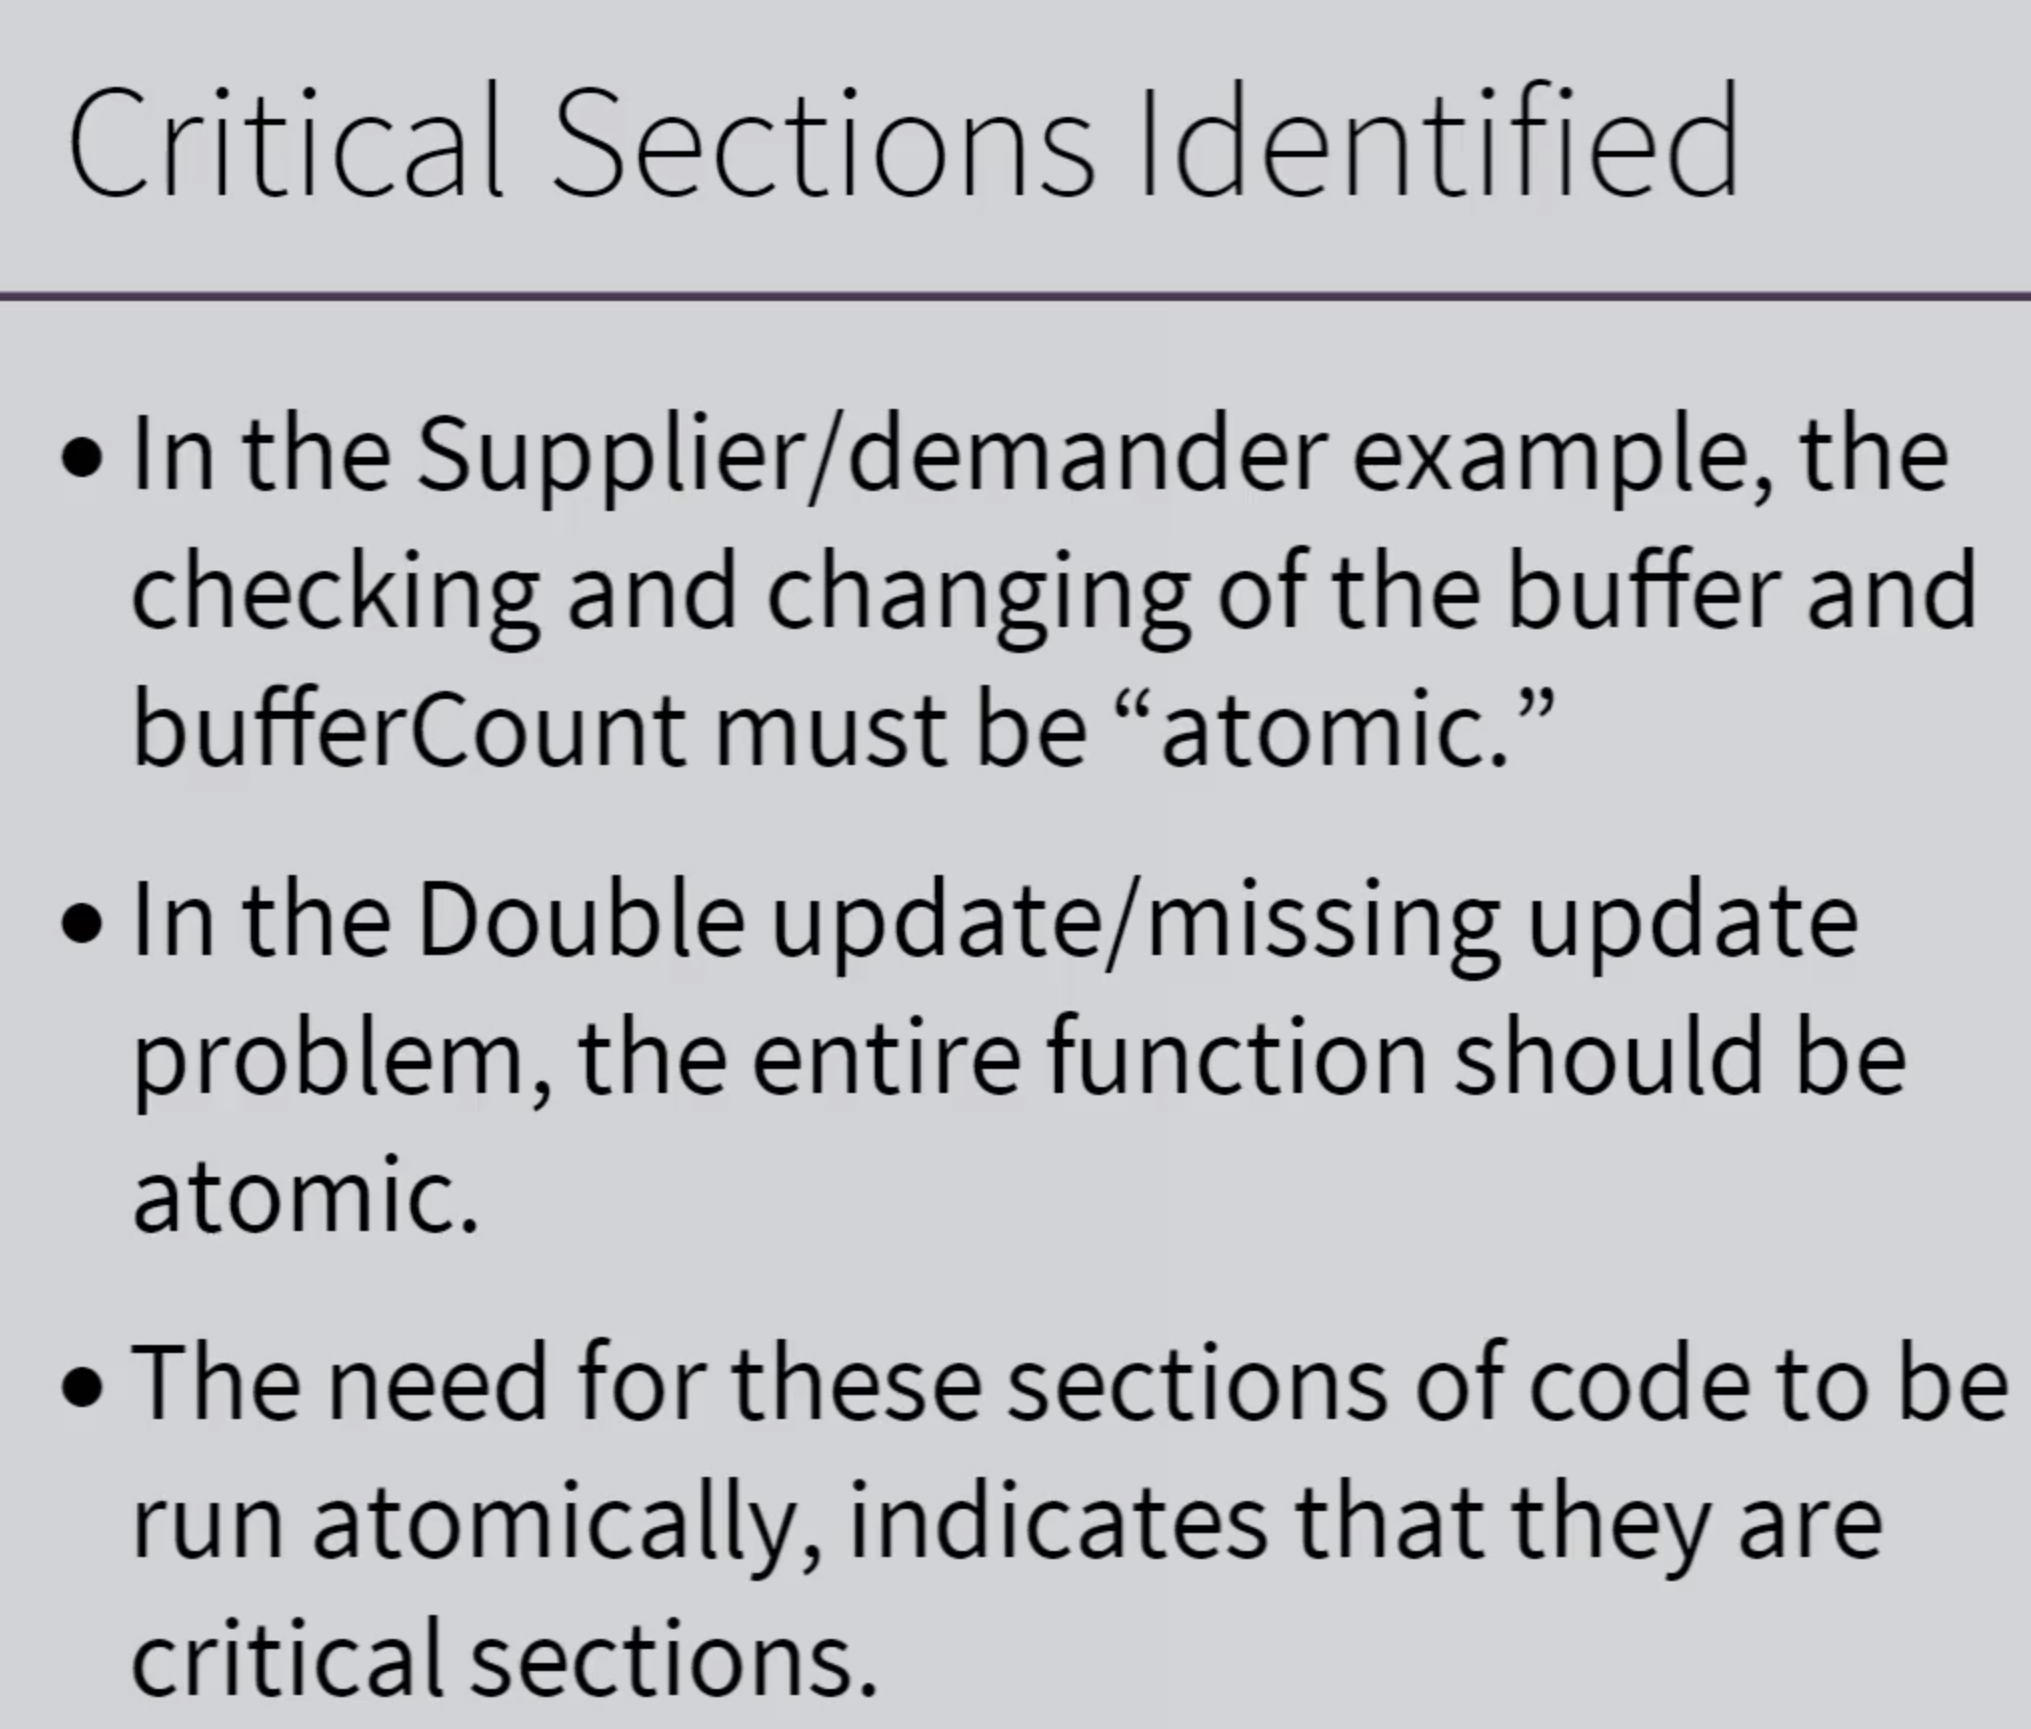 Critical Sections Identified
• In the Supplier/demander example, the
checking and changing of the buffer and
bufferCount must be “atomic.”
• In the Double update/missing update
problem, the entire function should be
atomic.
• The need for these sections of code to be
run atomically, indicates that they are
critical sections.